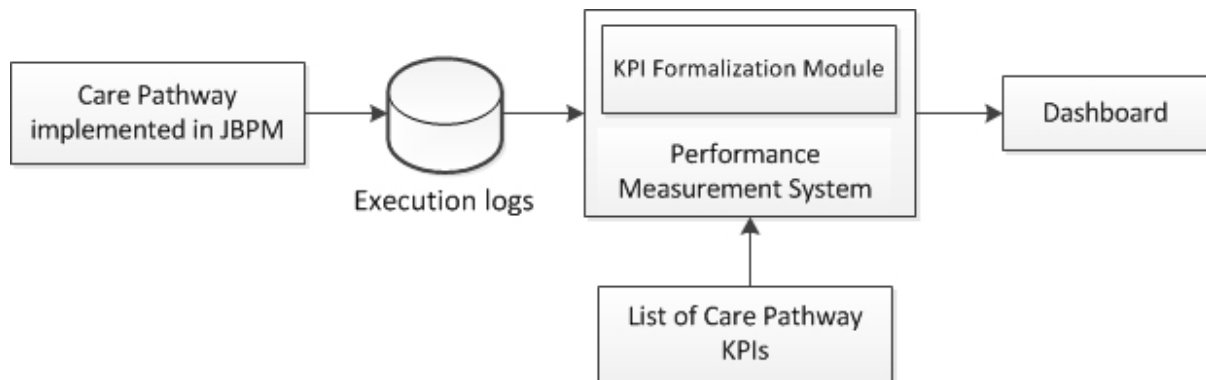 Care Pathway
implemented in JBPM
Execution logs
KPI Formalization Module
Performance
Measurement System
Dashboard
List of Care Pathway
KPIs